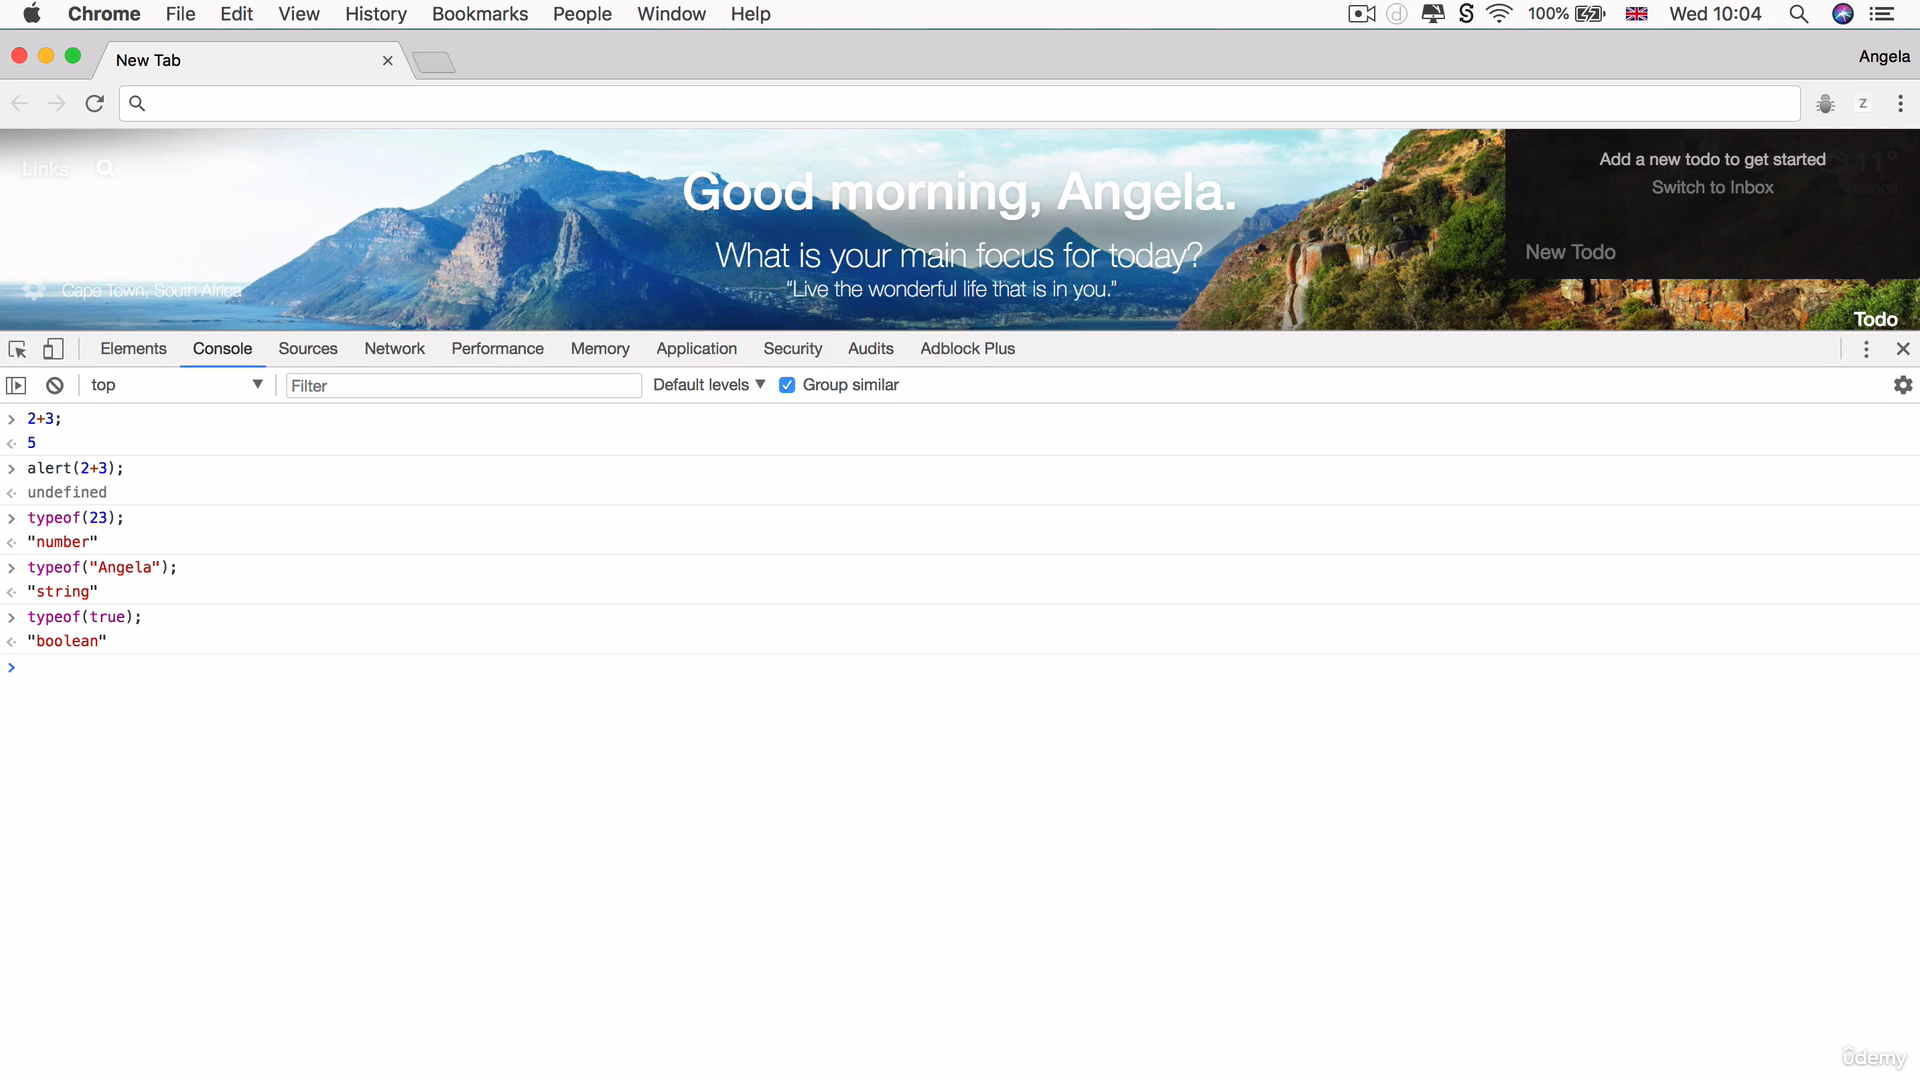 Chrome File Edit View History Bookmarks People Window Help 100% Wed 10:04
New Tab Angela
Z
Links Good morning, Angela. Add a new todo to get started 11°
Switch to Inbox
What is your main focus for today? New Todo
Cape Town, South Africa “Live the wonderful life that is in you.”
Todo
Elements Console Sources Network Performance Memory Application Security Audits Adblock Plus
top Filter Default levels Group similar
> 2+3;
5
> alert(2+3);
undefined
> typeof(23);
"number"
> typeof("Angela");
"string"
> typeof(true);
"boolean"
>
ûdemy